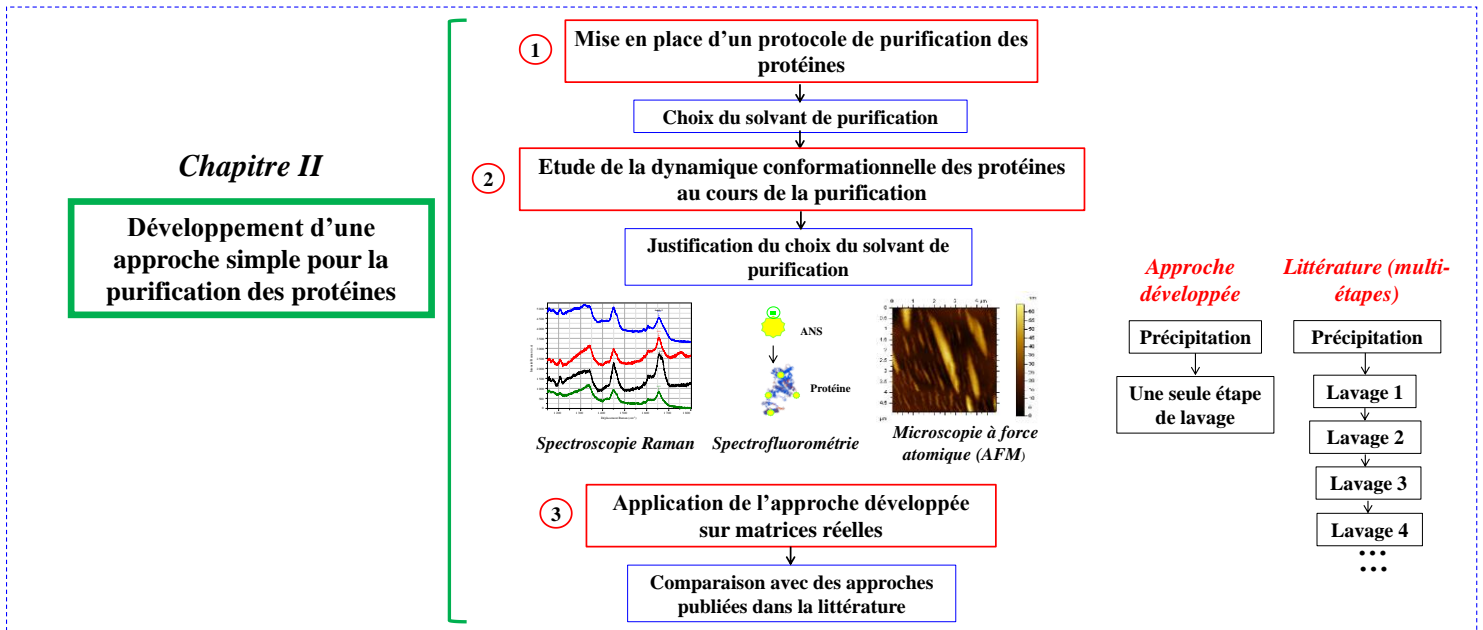 Chapitre II
Développement d’une
approche simple pour la
purification des protéines
1
Mise en place d’un protocole de purification des
protéines
Choix du solvant de purification
2
Etude de la dynamique conformationnelle des protéines
au cours de la purification
Justification du choix du solvant de
purification
ANS
Protéine
Spectroscopie Raman
Spectrofluorométrie
Microscopie à force
atomique (AFM)
3
Application de l’approche développée
sur matrices réelles
Comparaison avec des approches
publiées dans la littérature
Approche
développée
Précipitation
Une seule étape
de lavage
Littérature (multi-
étapes)
Précipitation
Lavage 1
Lavage 2
Lavage 3
Lavage 4
...
...